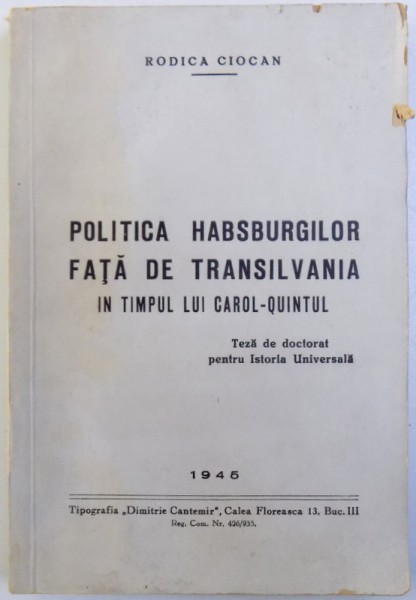 RODICA CIOCAN
POLITICA HABSBURGILOR
FAŢĂ DE TRANSILVANIA
IN TIMPUL LUI CAROL-QUINTUL
Teză de doctorat
pentru Istoria Universală
1945
Tipografia „Dimitrie Cantemir", Calea Floreasca 13, Buc. III
Reg. Com. Nr. 426/935.